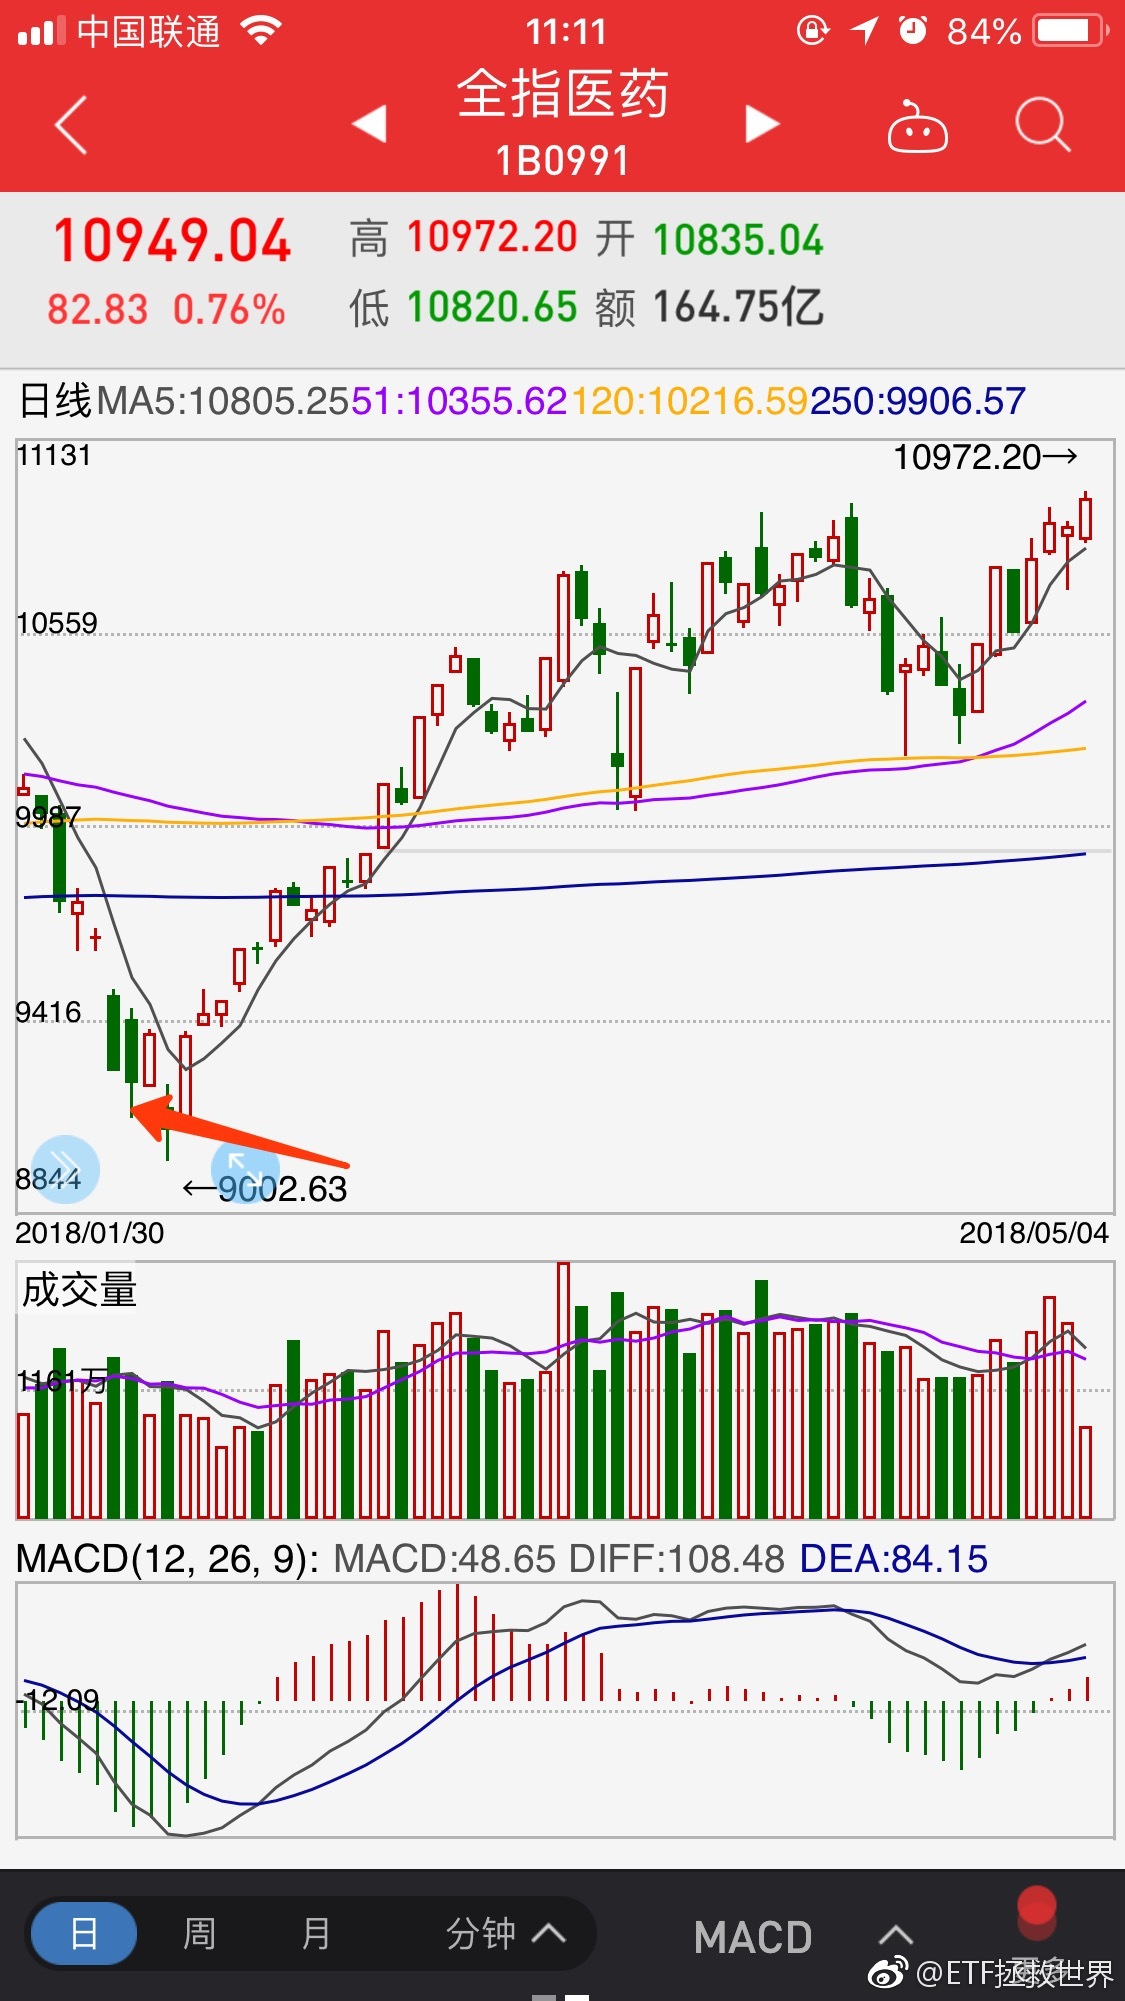 中国联通 11:11 84%
全指医药
1B0991
10949.04 高 10972.20 开 10835.04
82.83 0.76% 低 10820.65 额 164.75亿
日线MA5:10805.25 51:10355.62 120:10216.59 250:9906.57
11131
10972.20→
10559
9987
9416
8844
←9002.63
2018/01/30 2018/05/04
成交量
1161万
MACD(12, 26, 9): MACD:48.65 DIFF:108.48 DEA:84.15
-12.09
日 周 月 分钟 MACD 更多
@ETF拯救世界